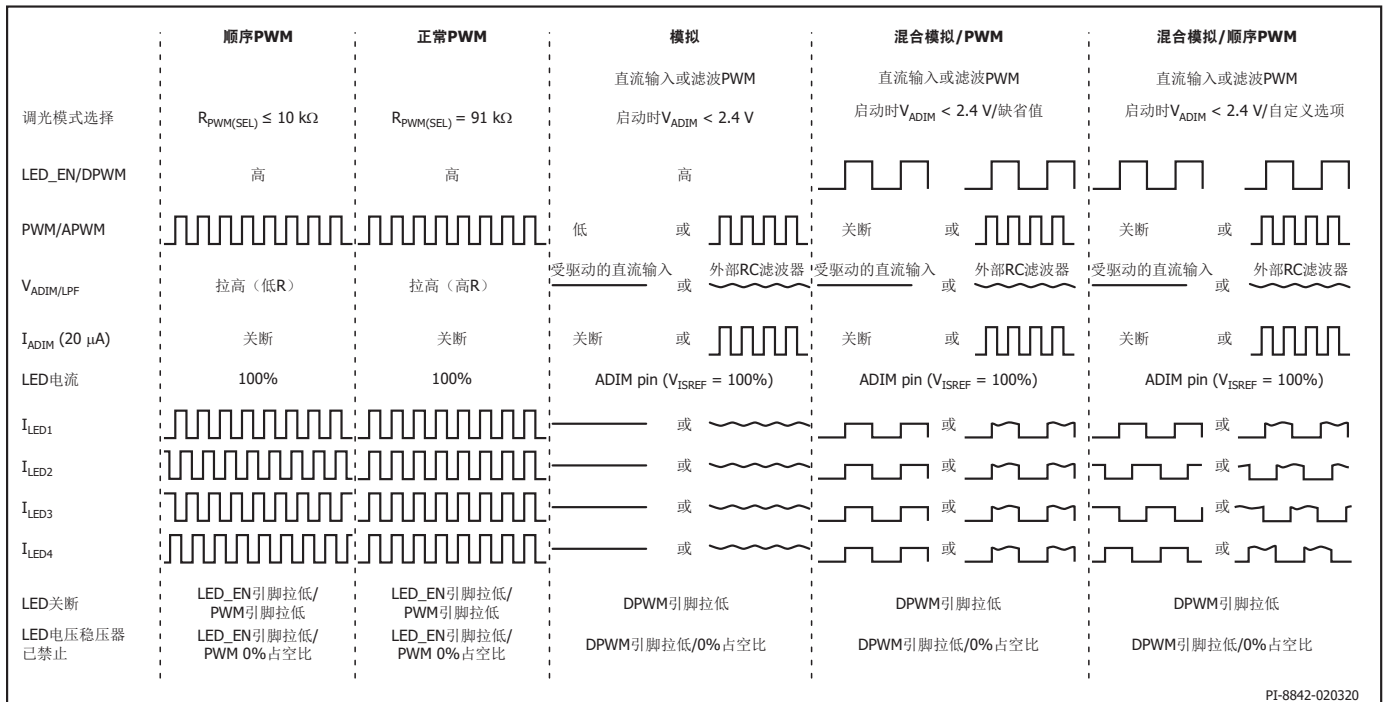 顺序PWM 正常PWM 模拟 混合模拟/PWM 混合模拟/顺序PWM
直流输入或滤波PWM 直流输入或滤波PWM 直流输入或滤波PWM
调光模式选择 R_PWM(SEL) ≤ 10 kΩ R_PWM(SEL) = 91 kΩ 启动时V_ADIM < 2.4 V 启动时V_ADIM < 2.4 V/缺省值 启动时V_ADIM < 2.4 V/自定义选项
LED_EN/DPWM 高 高 高
PWM/APWM 低 或 关断 或 关断 或
受驱动的直流输入 外部RC滤波器 受驱动的直流输入 外部RC滤波器 受驱动的直流输入 外部RC滤波器
V_ADIM/LPF 拉高（低R） 拉高（高R） 或 或 或
I_ADIM (20 μA) 关断 关断 关断 或 关断 或 关断 或
LED电流 100% 100% ADIM pin (V_ISREF = 100%) ADIM pin (V_ISREF = 100%) ADIM pin (V_ISREF = 100%)
I_LED1 或 或 或
I_LED2 或 或 或
I_LED3 或 或 或
I_LED4 或 或 或
LED_EN引脚拉低/ LED_EN引脚拉低/
LED关断 PWM引脚拉低 PWM引脚拉低 DPWM引脚拉低 DPWM引脚拉低 DPWM引脚拉低
LED电压稳压器 LED_EN引脚拉低/ LED_EN引脚拉低/ DPWM引脚拉低/0%占空比 DPWM引脚拉低/0%占空比 DPWM引脚拉低/0%占空比
已禁止 PWM 0%占空比 PWM 0%占空比
PI-8842-020320